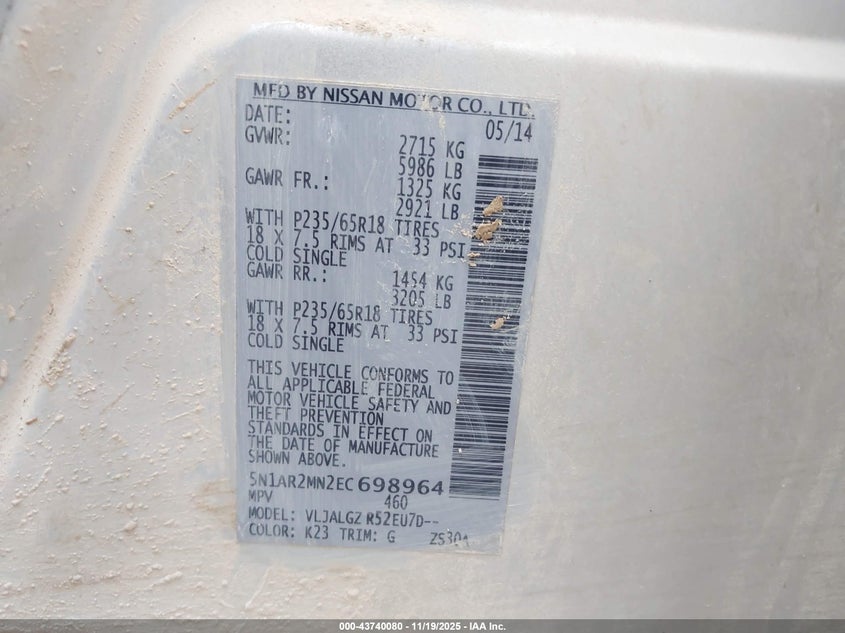 MFD BY NISSAN MOTOR CO., LTD.
DATE: 05/14
GVWR: 2715 KG
5986 LB
GAWR FR.: 1325 KG
2921 LB
WITH P235/65R18 TIRES
18 X 7.5 RIMS AT 33 PSI
COLD SINGLE
GAWR RR.: 1454 KG
3205 LB
WITH P235/65R18 TIRES
18 X 7.5 RIMS AT 33 PSI
COLD SINGLE
THIS VEHICLE CONFORMS TO
ALL APPLICABLE FEDERAL
MOTOR VEHICLE SAFETY AND
THEFT PREVENTION
STANDARDS IN EFFECT ON
THE DATE OF MANUFACTURE
SHOWN ABOVE.
5N1AR2MN2EC698964
MPV 460
MODEL: VLJALGZ R52EU7D--
COLOR: K23 TRIM: G ZS304
000-43740080 - 11/19/2025 - IAA Inc.